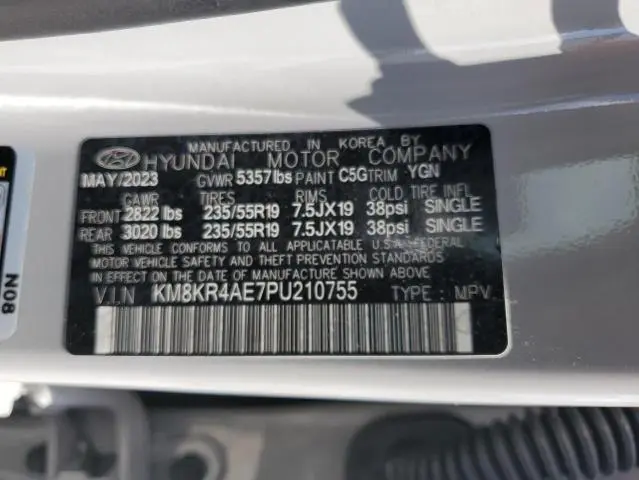 MANUFACTURED IN KOREA BY
HYUNDAI MOTOR COMPANY
MAY/2023 GVWR 5357lbs PAINT C5G TRIM YGN
GAWR TIRES RIMS COLD TIRE INFL
FRONT 2822 lbs 235/55R19 7.5JX19 38psi SINGLE
REAR 3020 lbs 235/55R19 7.5JX19 38psi SINGLE
THIS VEHICLE CONFORMS TO ALL APPLICABLE U.S.A FEDERAL
MOTOR VEHICLE SAFETY AND THEFT PREVENTION STANDARDS
IN EFFECT ON THE DATE OF MANUFACTURE SHOWN ABOVE
V.I.N KM8KR4AE7PU210755 TYPE : MPV
N08